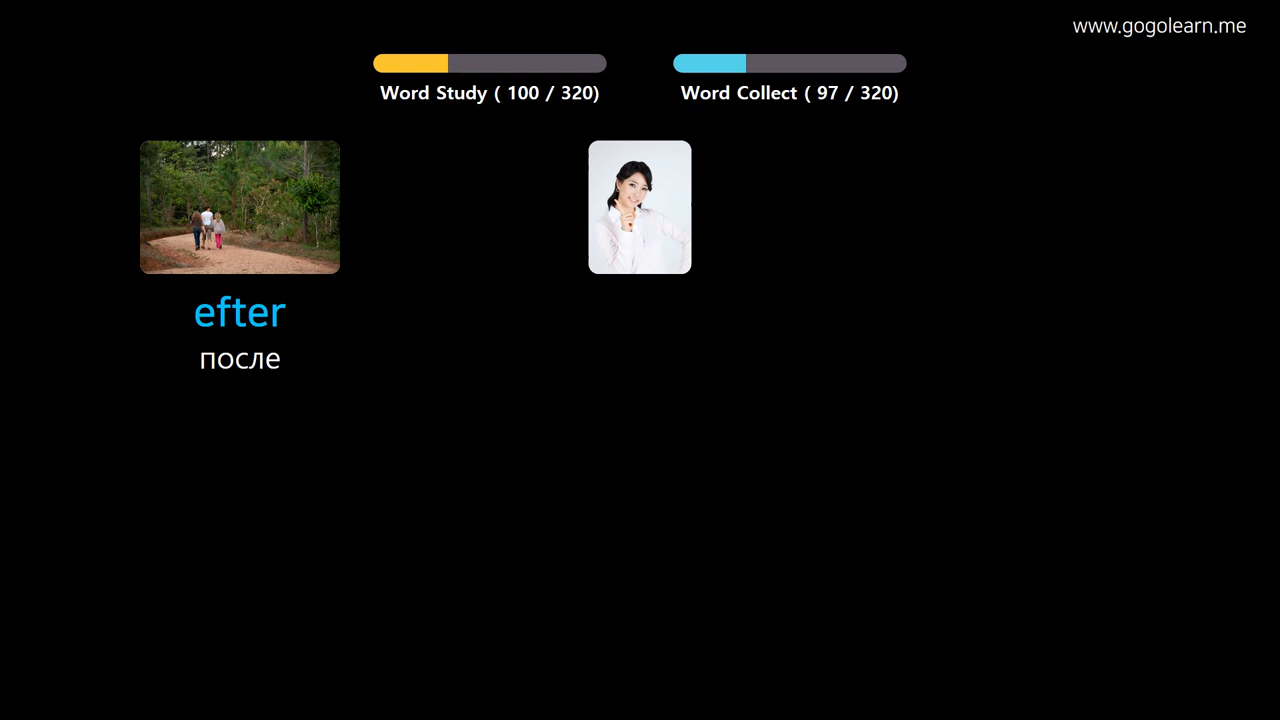 www.gogolearn.me
Word Study ( 100 / 320)
Word Collect ( 97 / 320)
efter
после